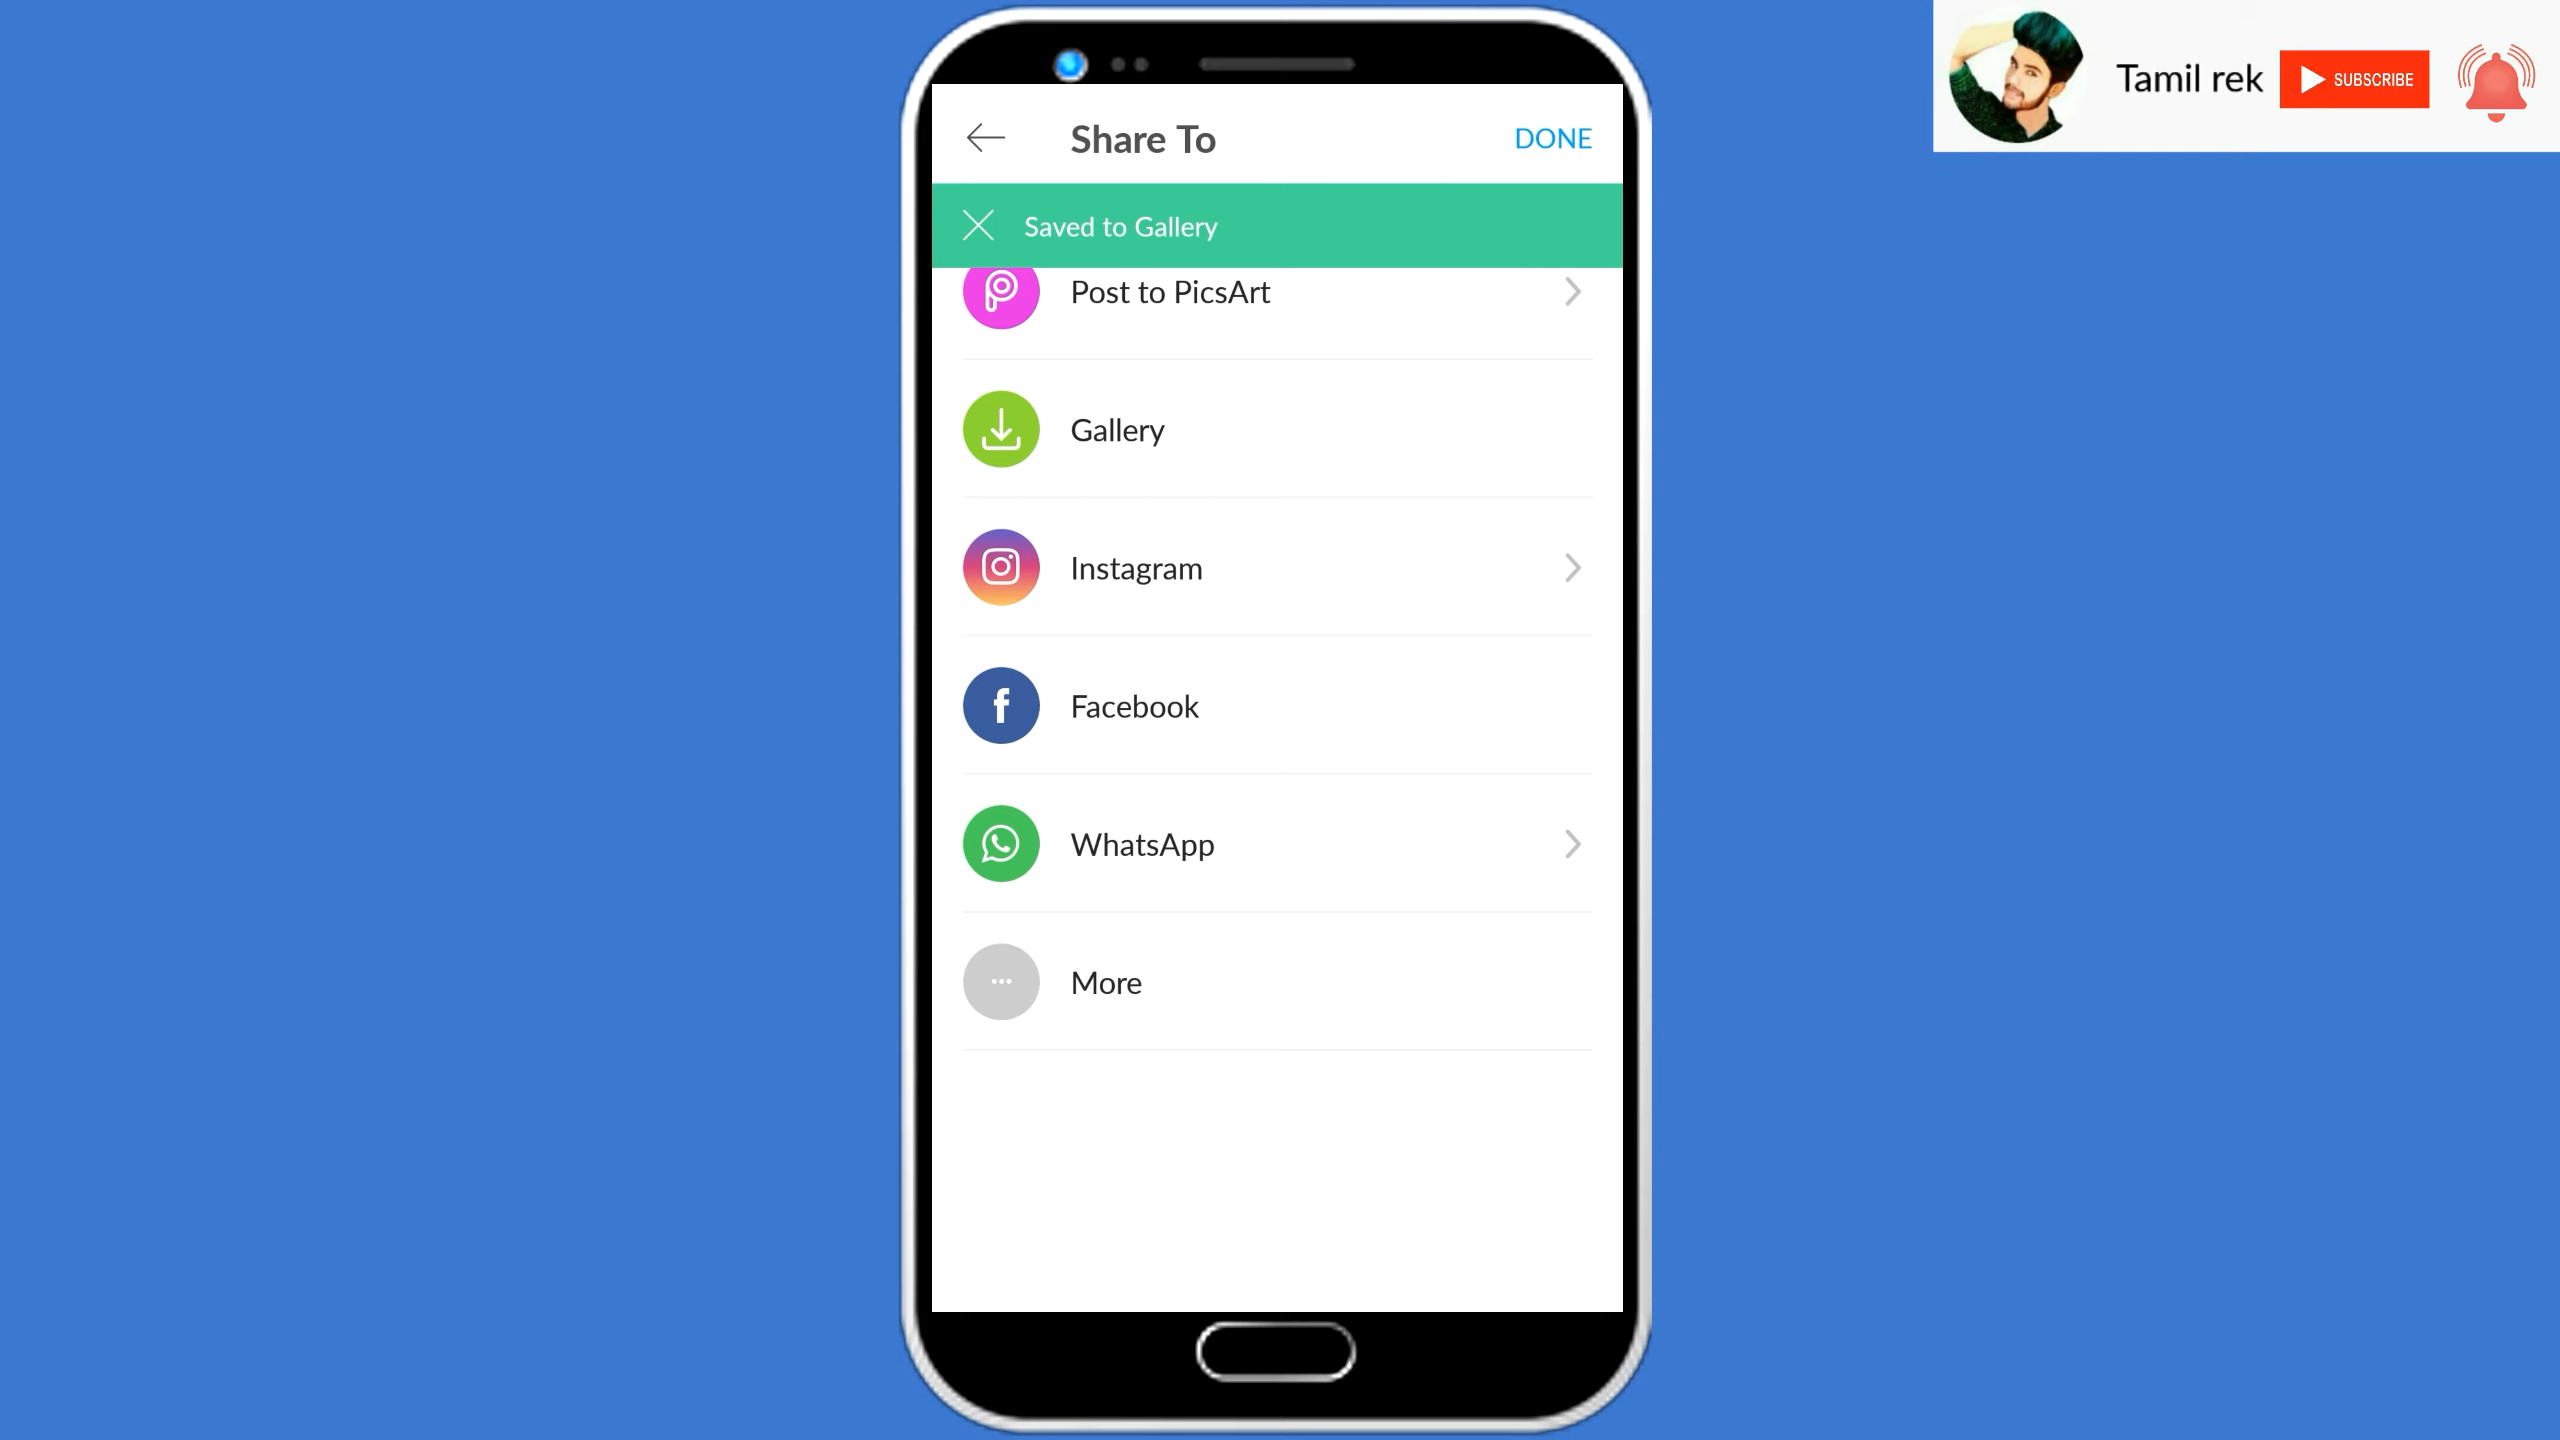 Tamil rek
SUBSCRIBE
Share To
DONE
Saved to Gallery
Post to PicsArt
Gallery
Instagram
Facebook
WhatsApp
More